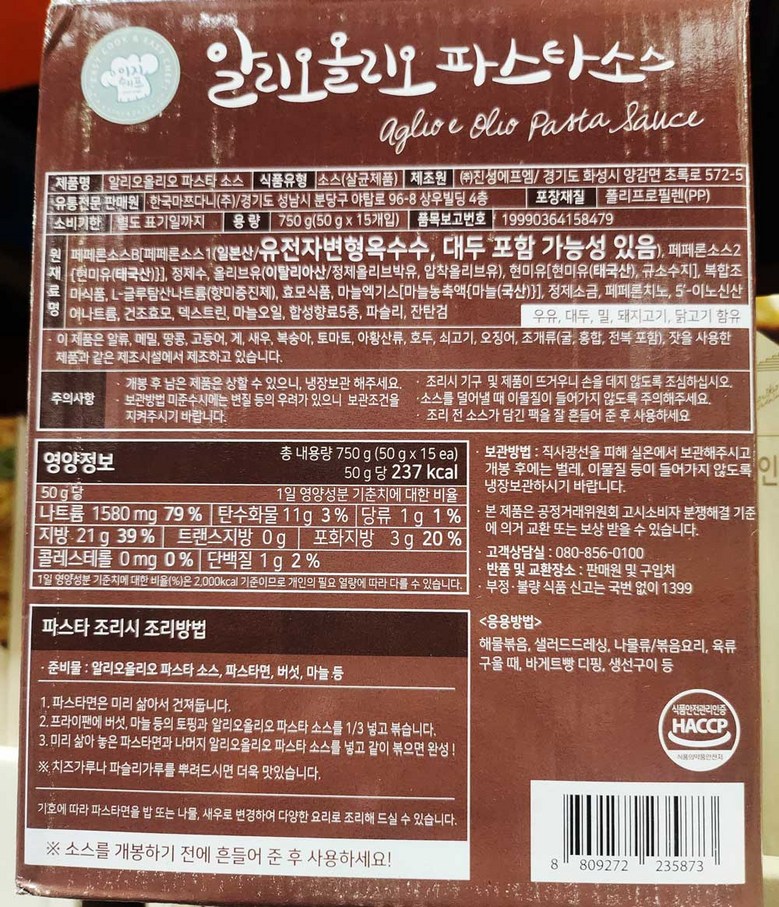 알리오올리오 파스타소스
Aglio e Olio Pasta Sauce
제품명 알리오올리오 파스타 소스 식품유형 소스(살균제품) 제조원 ㈜진성에프엠/ 경기도 화성시 양감면 초록로 572-5
유통전문 판매원 한국마쯔다니(주)/경기도 성남시 분당구 야탑로 96-8 상우빌딩 4층 포장재질 폴리프로필렌(PP)
소비기한 별도 표기일까지 용 량 750 g(50 g x 15개입) 품목보고번호 19990364158479
원재료명
페페론소스B[페페론소스1(일본산/유전자변형옥수수, 대두 포함 가능성 있음), 페페론소스2
{현미유(태국산)}], 정제수, 올리브유(이탈리아산/정제올리브박유, 압착올리브유), 현미유[현미유(태국산), 규소수지], 복합조
미식품, L-글루탐산나트륨(향미증진제), 효모식품, 마늘엑기스[마늘농축액{마늘(국산)}], 정제소금, 페페론치노, 5'-이노신산
이나트륨, 건조효모, 덱스트린, 마늘오일, 합성향료5종, 파슬리, 잔탄검
우유, 대두, 밀, 돼지고기, 닭고기 함유
· 이 제품은 알류, 메밀, 땅콩, 고등어, 게, 새우, 복숭아, 토마토, 아황산류, 호두, 쇠고기, 오징어, 조개류(굴, 홍합, 전복 포함), 잣을 사용한
제품과 같은 제조시설에서 제조하고 있습니다.
주의사항
· 개봉 후 남은 제품은 상할 수 있으니, 냉장보관 해주세요.
· 보관방법 미준수시에는 변질 등의 우려가 있으니 보관조건을
지켜주시기 바랍니다.
· 조리시 기구 및 제품이 뜨거우니 손을 데지 않도록 조심하십시오.
· 소스를 덜어낼 때 이물질이 들어가지 않도록 주의해주세요.
· 조리 전 소스가 담긴 팩을 잘 흔들어 준 후 사용하세요
영양정보
총 내용량 750 g (50 g x 15 ea)
50 g 당 237 kcal
50 g 당 1일 영양성분 기준치에 대한 비율
나트륨 1580 mg 79 % 탄수화물 11 g 3 % 당류 1 g 1 %
지방 21 g 39 % 트랜스지방 0 g 포화지방 3 g 20 %
콜레스테롤 0 mg 0 % 단백질 1 g 2 %
1일 영양성분 기준치에 대한 비율(%)은 2,000kcal 기준이므로 개인의 필요 열량에 따라 다를 수 있습니다.
· 보관방법 : 직사광선을 피해 실온에서 보관해주시고
개봉 후에는 벌레, 이물질 등이 들어가지 않도록
냉장보관하시기 바랍니다.
· 본 제품은 공정거래위원회 고시소비자 분쟁해결 기준
에 의거 교환 또는 보상 받을 수 있습니다.
· 고객상담실 : 080-856-0100
· 반품 및 교환장소 : 판매원 및 구입처
· 부정·불량 식품 신고는 국번 없이 1399
<응용방법>
해물볶음, 샐러드드레싱, 나물류/볶음요리, 육류
구울 때, 바게트빵 디핑, 생선구이 등
파스타 조리시 조리방법
· 준비물 : 알리오올리오 파스타 소스, 파스타면, 버섯, 마늘 등
1. 파스타면은 미리 삶아서 건져둡니다.
2. 프라이팬에 버섯, 마늘 등의 토핑과 알리오올리오 파스타 소스를 1/3 넣고 볶습니다.
3. 미리 삶아 놓은 파스타면과 나머지 알리오올리오 파스타 소스를 넣고 같이 볶으면 완성!
※ 치즈가루나 파슬리가루를 뿌려드시면 더욱 맛있습니다.
기호에 따라 파스타면을 밥 또는 나물, 새우로 변경하여 다양한 요리로 조리해 드실 수 있습니다.
※ 소스를 개봉하기 전에 흔들어 준 후 사용하세요!
식품안전관리인증
HACCP
식품의약품안전처
8 809272 235873
인